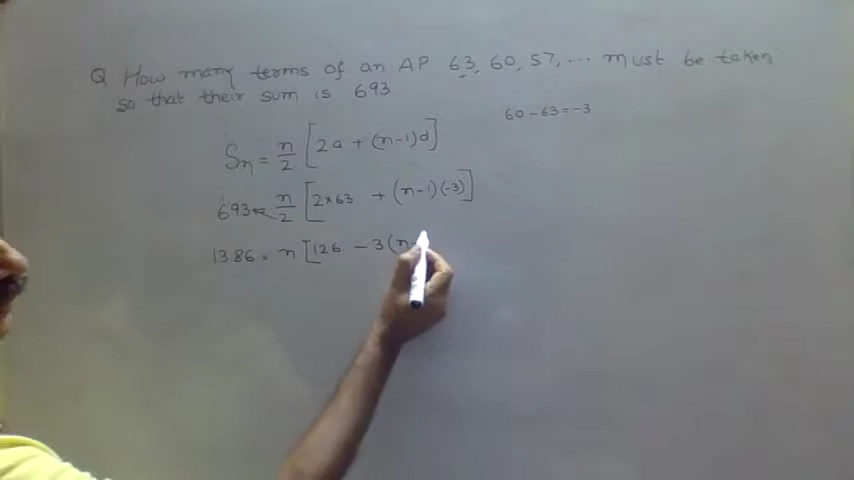 Q How many terms of an AP 63, 60, 57, ... must be taken
so that their sum is 693
60 - 63 = -3
Sn = n/2 [2a + (n-1)d]
693 = n/2 [2×63 + (n-1)(-3)]
1386 = n [126 - 3(n-